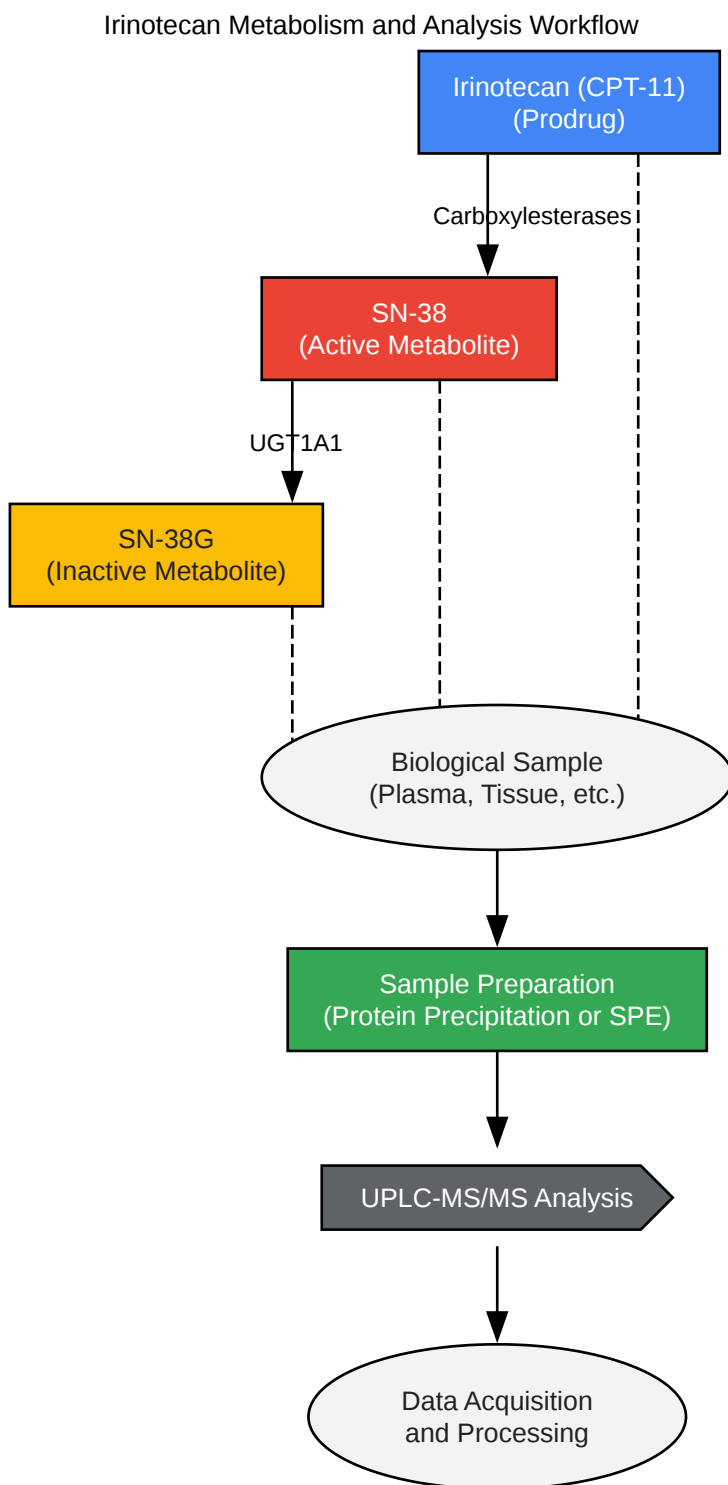 Irinotecan Metabolism and Analysis Workflow
Irinotecan (CPT-11)
(Prodrug)
Carboxylesterases
SN-38
(Active Metabolite)
UGT1A1
SN-38G
(Inactive Metabolite)
Biological Sample
(Plasma, Tissue, etc.)
Sample Preparation
(Protein Precipitation or SPE)
UPLC-MS/MS Analysis
Data Acquisition
and Processing